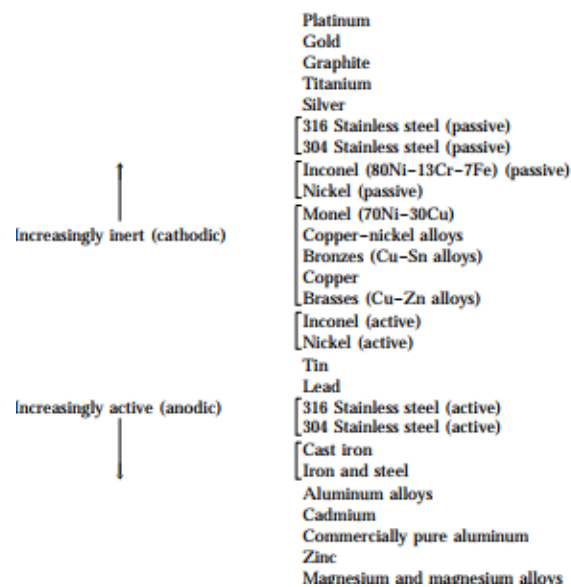 Platinum
Gold
Graphite
Titanium
Silver
316 Stainless steel (passive)
304 Stainless steel (passive)
Inconel (80Ni–13Cr–7Fe) (passive)
Nickel (passive)
Monel (70Ni–30Cu)
Increasingly inert (cathodic)
Copper–nickel alloys
Bronzes (Cu–Sn alloys)
Copper
Brasses (Cu–Zn alloys)
Inconel (active)
Nickel (active)
Tin
Lead
Increasingly active (anodic)
316 Stainless steel (active)
304 Stainless steel (active)
Cast iron
Iron and steel
Aluminum alloys
Cadmium
Commercially pure aluminum
Zinc
Magnesium and magnesium alloys